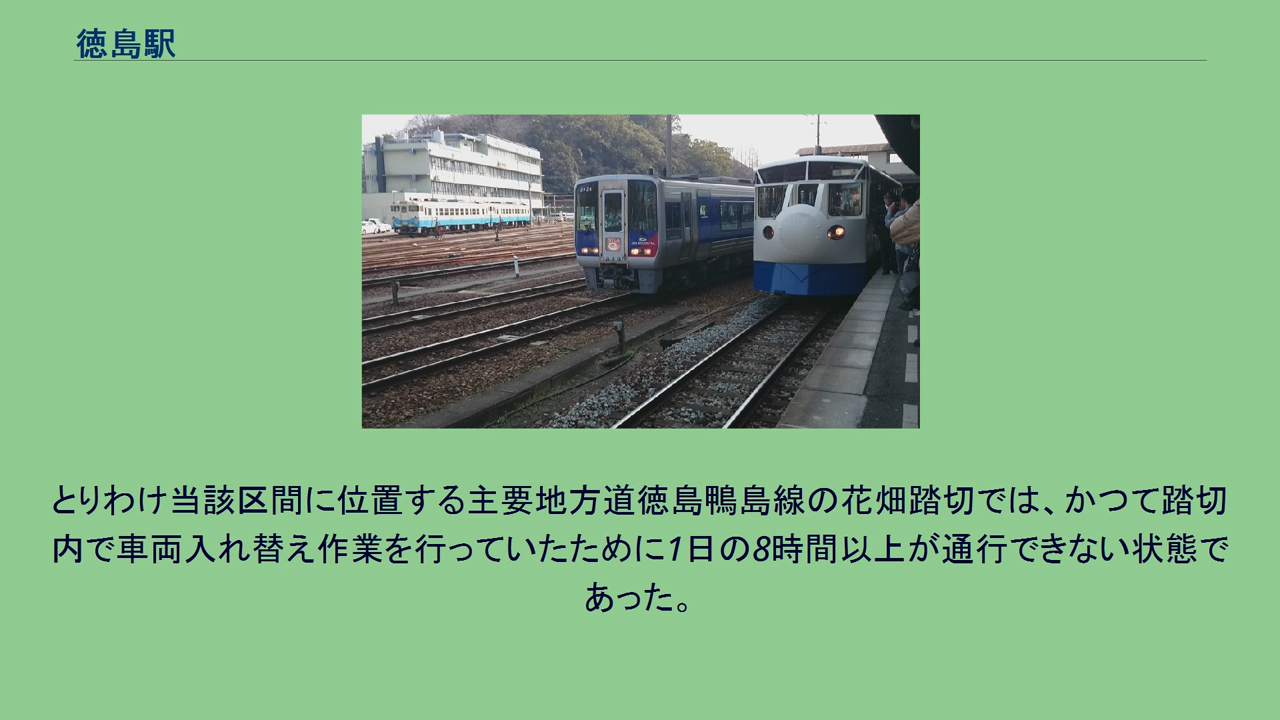 徳島駅
とりわけ当該区間に位置する主要地方道徳島鴨島線の花畑踏切では、かつて踏切
内で車両入れ替え作業を行っていたために1日の8時間以上が通行できない状態で
あった。